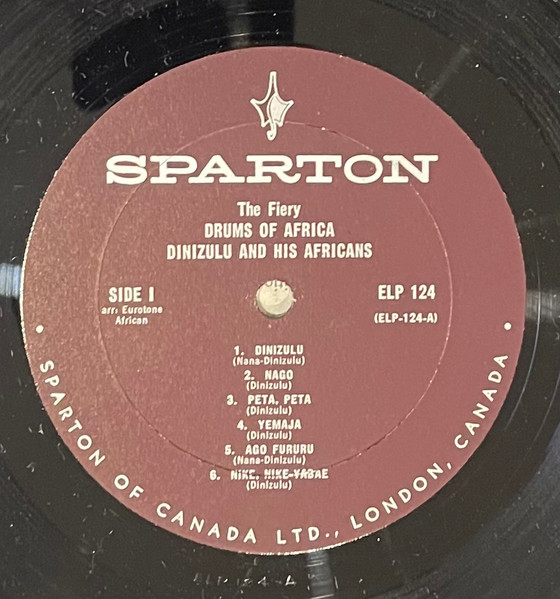 SPARTON
The Fiery
DRUMS OF AFRICA
DINIZULU AND HIS AFRICANS
SIDE I
arr: Eurotone
African
ELP 124
(ELP-124-A)
1. DINIZULU
(Nana-Dinizulu)
2. NAGO
(Dinizulu)
3. PETA, PETA
(Dinizulu)
4. YEMAJA
(Dinizulu)
5. AGO FURURU
(Nana-Dinizulu)
6. NIKE, NIKE-
(Dinizulu)
• SPARTON OF CANADA LTD., LONDON, CANADA •